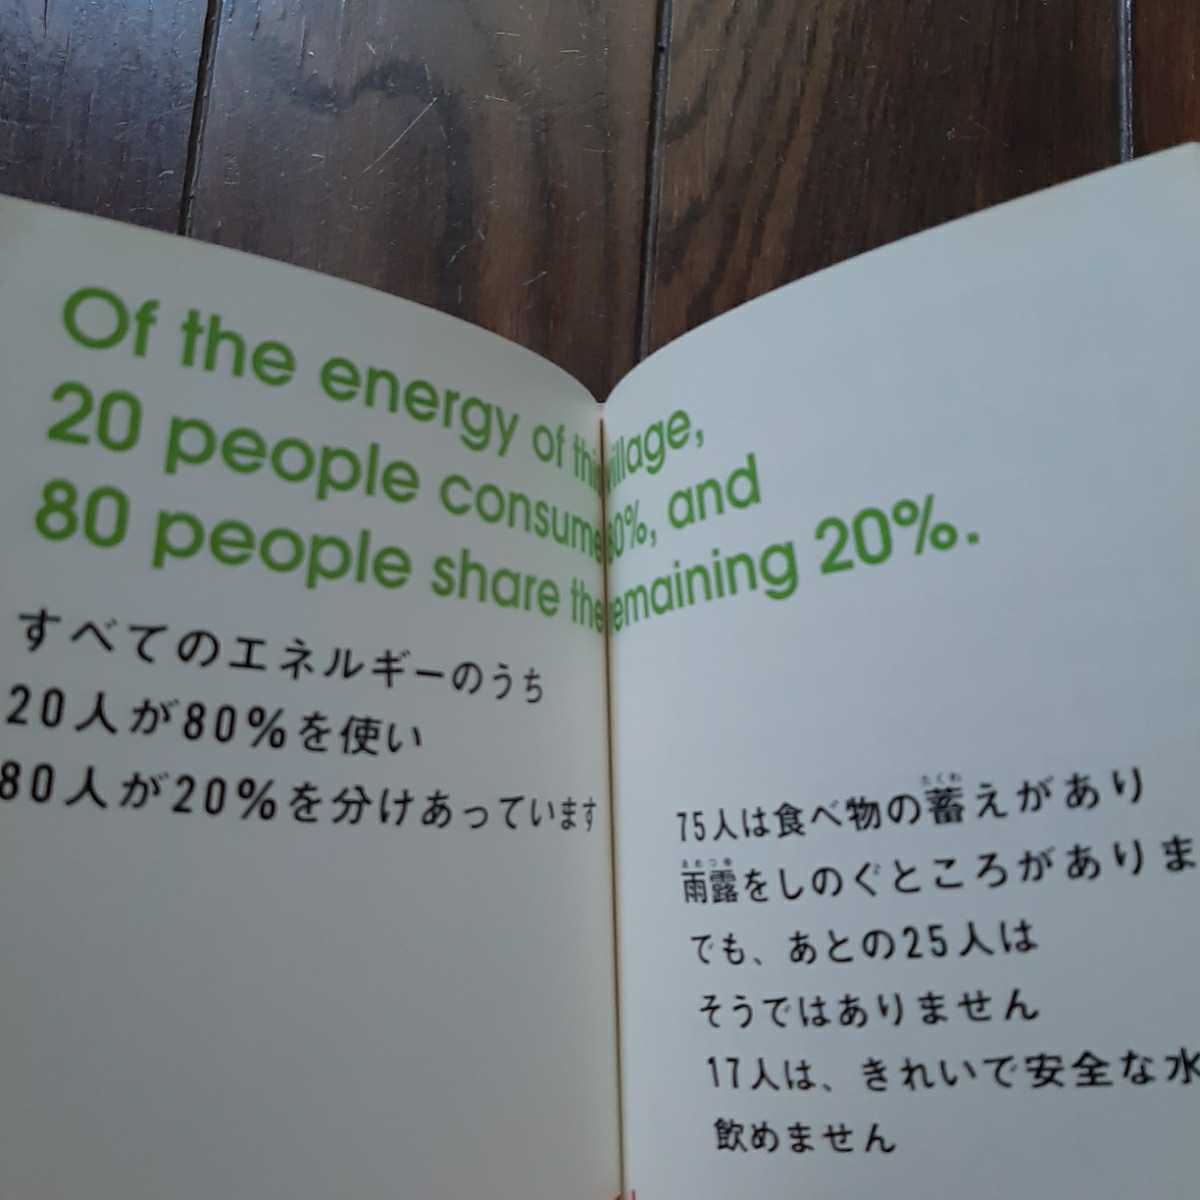 Of the energy of this village,
20 people consume 80%, and
80 people share the remaining 20%.
すべてのエネルギーのうち
20人が80%を使い
80人が20%を分けあっています
75人は食べ物の蓄えがあり
雨露をしのぐところがありま
でも、あとの25人は
そうではありません
17人は、きれいで安全な水
飲めません